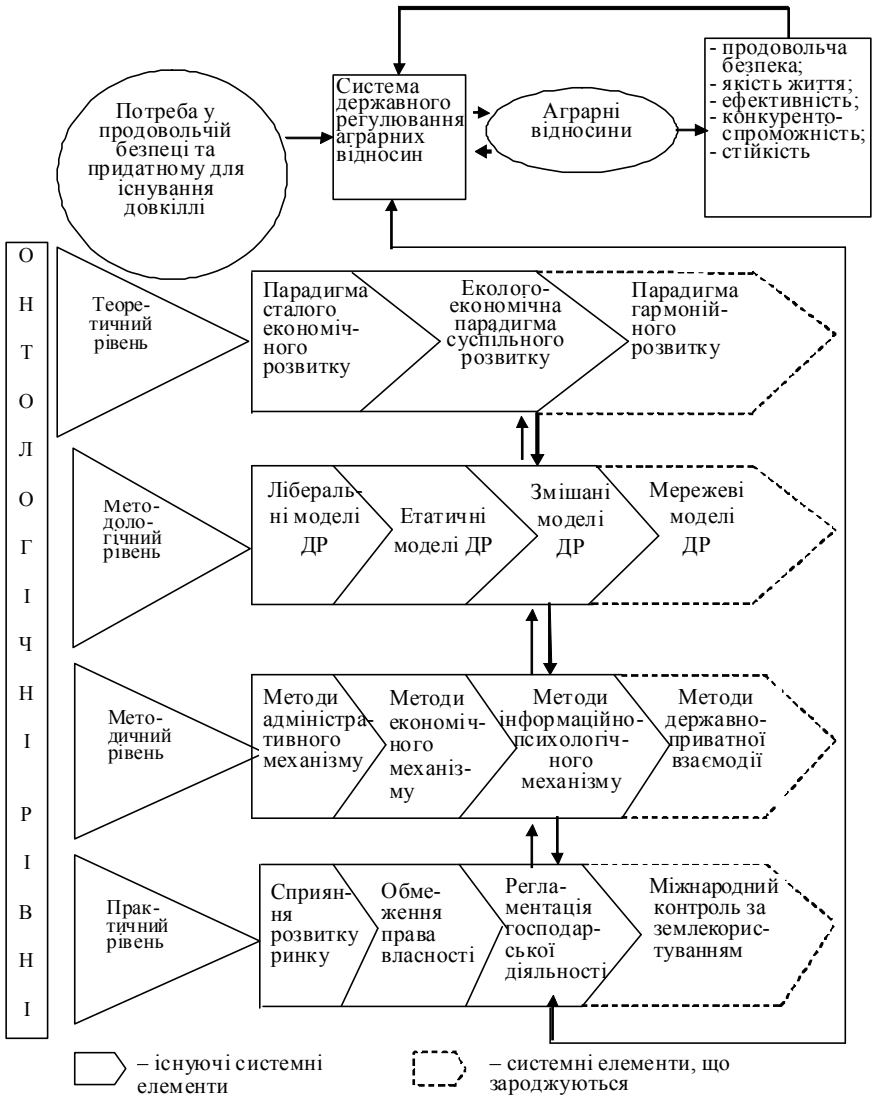 Потреба у
продовольчій
безпеці та
придатному для
існування
довкіллі
Система
державного
регулювання
аграрних
відносин
Аграрні
відносини
- продовольча
безпека;
- якість життя;
- ефективність;
- конкуренто-
спроможність;
- стійкість
О
Н
Т
О
Л
О
Г
І
Ч
Н
І
Р
І
В
Н
І
Теоре-
тичний
рівень
Парадигма
сталого
економіч-
ного
розвитку
Еколого-
економічна
парадигма
суспільного
розвитку
Парадигма
гармоній-
ного
розвитку
Мето-
доло-
гічний
рівень
Лібераль-
ні моделі
ДР
Етатичні
моделі ДР
Змішані
моделі
ДР
Мережеві
моделі
ДР
Мето-
дичний
рівень
Методи
адміністра-
тивного
механізму
Методи
економіч-
ного
механіз-
му
Методи
інформаційно-
психологіч-
ного
механізму
Методи
державно-
приватної
взаємодії
Прак-
тичний
рівень
Сприян-
ня
розвитку
ринку
Обме-
ження
права
власності
Регла-
ментація
господар-
ської
діяльності
Міжнародний
контроль за
землекорис-
туванням
– існуючі системні
елементи
– системні елементи, що
зароджуються